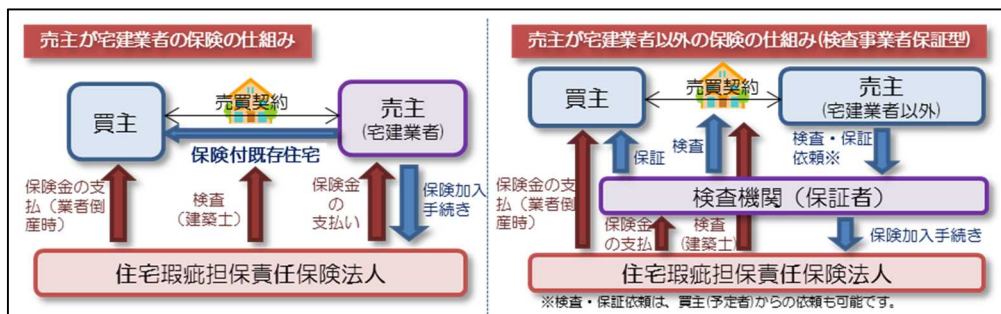 売主が宅建業者の保険の仕組み
買主
売買契約
売主
(宅建業者)
保険付既存住宅
保険金の支
払（業者倒
産時）
検査
(建築士)
保険金
の
支払い
保険加入
手続き
住宅瑕疵担保責任保険法人
売主が宅建業者以外の保険の仕組み(検査事業者保証型)
買主
売買契約
売主
(宅建業者以外)
保証
検査
検査・保証
依頼※
保険金の支
払（業者倒
産時）
検査機関（保証者）
保険金
の支払
検査
(建築士)
保険加入手続き
住宅瑕疵担保責任保険法人
※検査・保証依頼は、買主(予定者)からの依頼も可能です。